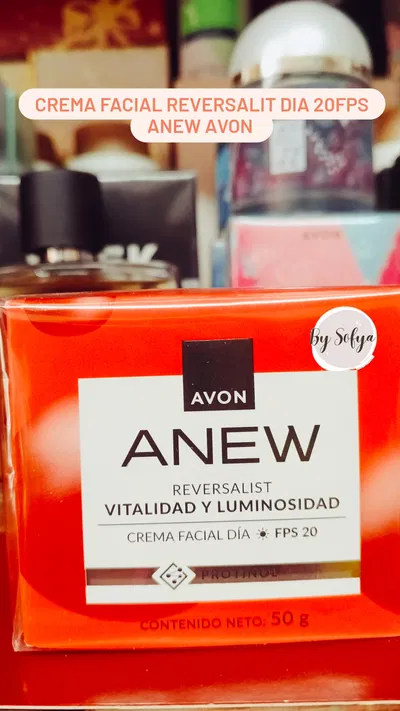 CREMA FACIAL REVERSALIT DIA 20FPS
ANEW AVON
AVON
By Sofya
AVON
ANEW
REVERSALIST
VITALIDAD Y LUMINOSIDAD
CREMA FACIAL DÍA FPS 20
PROTINOL
CONTENIDO NETO: 50 g